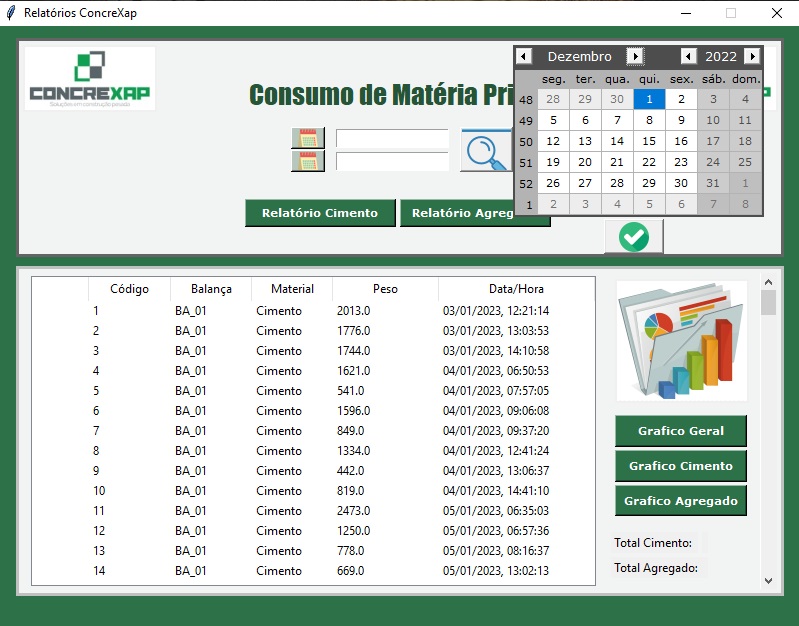 Relatórios ConcreXap
CONCREXAP
Soluções em construção pesada
Consumo de Matéria Pri
Dezembro 2022
seg. ter. qua. qui. sex. sáb. dom.
48 28 29 30 1 2 3 4
49 5 6 7 8 9 10 11
50 12 13 14 15 16 17 18
51 19 20 21 22 23 24 25
52 26 27 28 29 30 31 1
1 2 3 4 5 6 7 8
Relatório Cimento
Relatório Agreg
Código Balança Material Peso Data/Hora
1 BA_01 Cimento 2013.0 03/01/2023, 12:21:14
2 BA_01 Cimento 1776.0 03/01/2023, 13:03:53
3 BA_01 Cimento 1744.0 03/01/2023, 14:10:58
4 BA_01 Cimento 1621.0 04/01/2023, 06:50:53
5 BA_01 Cimento 541.0 04/01/2023, 07:57:05
6 BA_01 Cimento 1596.0 04/01/2023, 09:06:08
7 BA_01 Cimento 849.0 04/01/2023, 09:37:20
8 BA_01 Cimento 1334.0 04/01/2023, 12:41:24
9 BA_01 Cimento 442.0 04/01/2023, 13:06:37
10 BA_01 Cimento 819.0 04/01/2023, 14:41:10
11 BA_01 Cimento 2473.0 05/01/2023, 06:35:03
12 BA_01 Cimento 1250.0 05/01/2023, 06:57:36
13 BA_01 Cimento 778.0 05/01/2023, 08:16:37
14 BA_01 Cimento 669.0 05/01/2023, 13:02:13
Grafico Geral
Grafico Cimento
Grafico Agregado
Total Cimento:
Total Agregado: